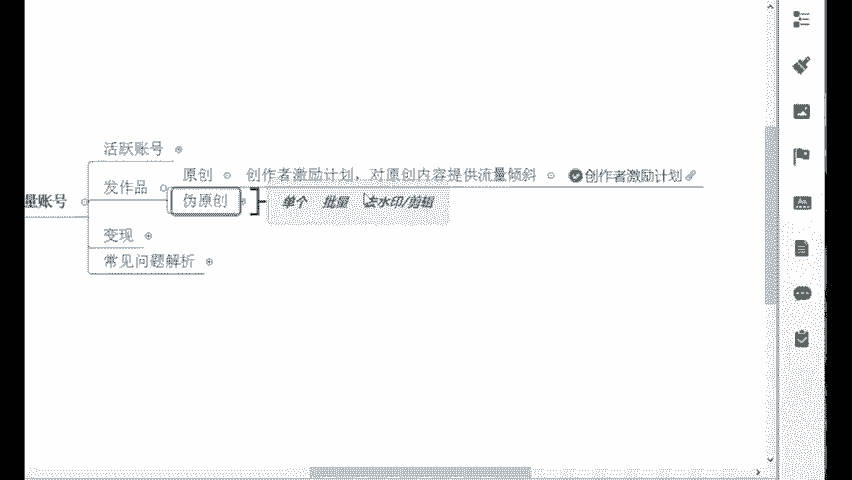 活跃账号
原创 创作者激励计划，对原创内容提供流量倾斜 创作者激励计划
发作品
量账号 伪原创 单个 批量 去水印/剪辑
变现
常见问题解析